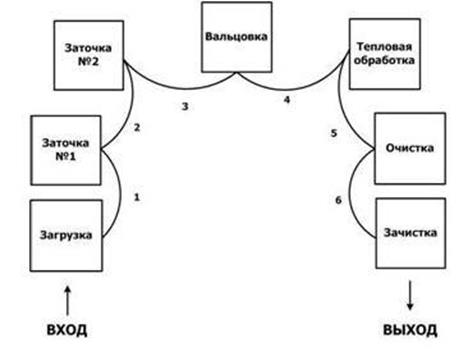 Вальцовка
Заточка
№2
Тепловая
обработка
3
4
2
5
Заточка
№1
Очистка
1
6
Загрузка
Зачистка
ВХОД
ВЫХОД